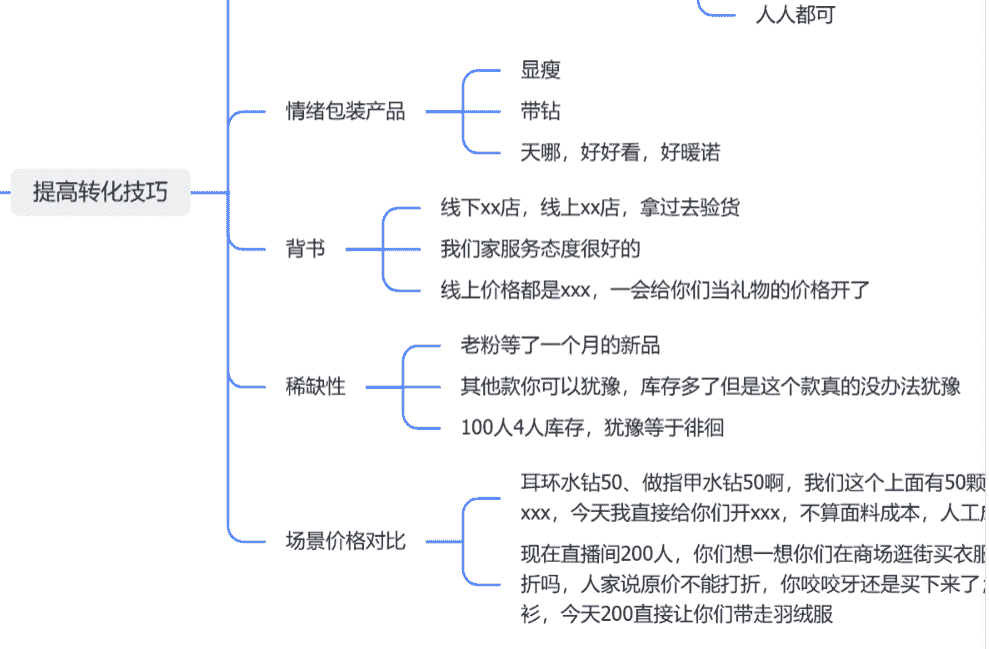 人人都可
情绪包装产品
显瘦
带钻
天哪，好好看，好暖诺
提高转化技巧
背书
线下xx店，线上xx店，拿过去验货
我们家服务态度很好的
线上价格都是xxx，一会给你们当礼物的价格开了
稀缺性
老粉等了一个月的新品
其他款你可以犹豫，库存多了但是这个款真的没办法犹豫
100人4人库存，犹豫等于徘徊
场景价格对比
耳环水钻50、做指甲水钻50啊，我们这个上面有50颗
xxx，今天我直接给你们开xxx，不算面料成本，人工
现在直播间200人，你们想一想你们在商场逛街买衣服
折吗，人家说原价不能打折，你咬咬牙还是买下来了；
衫，今天200直接让你们带走羽绒服